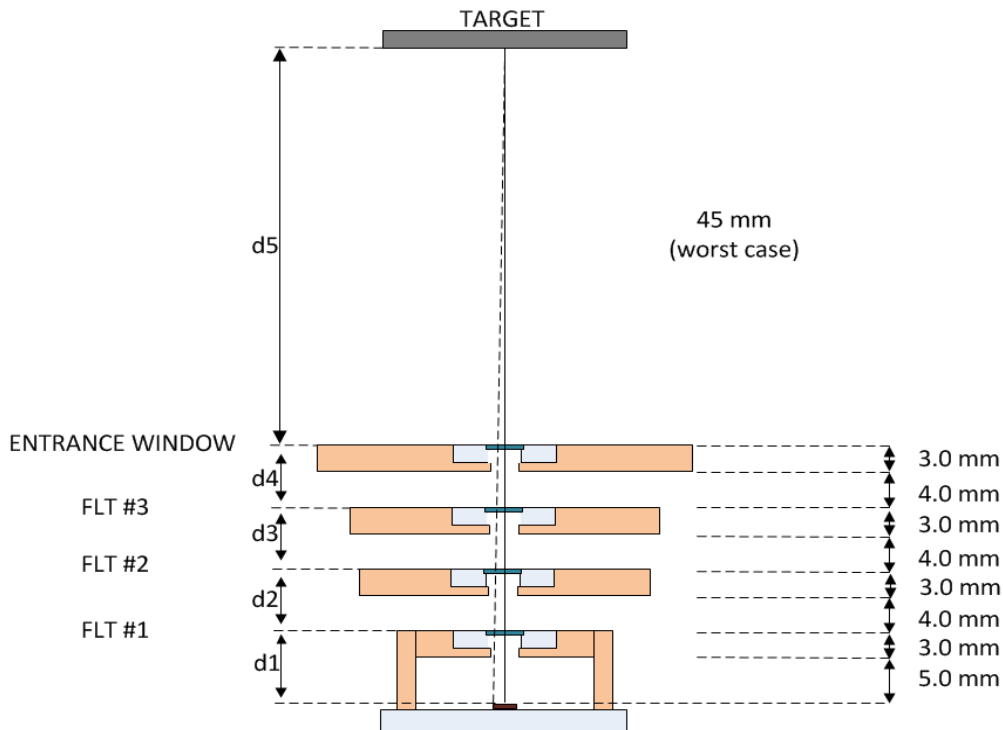 TARGET
d5
45 mm
(worst case)
ENTRANCE WINDOW
d4
3.0 mm
4.0 mm
FLT #3
d3
3.0 mm
4.0 mm
FLT #2
d2
3.0 mm
4.0 mm
FLT #1
d1
3.0 mm
5.0 mm